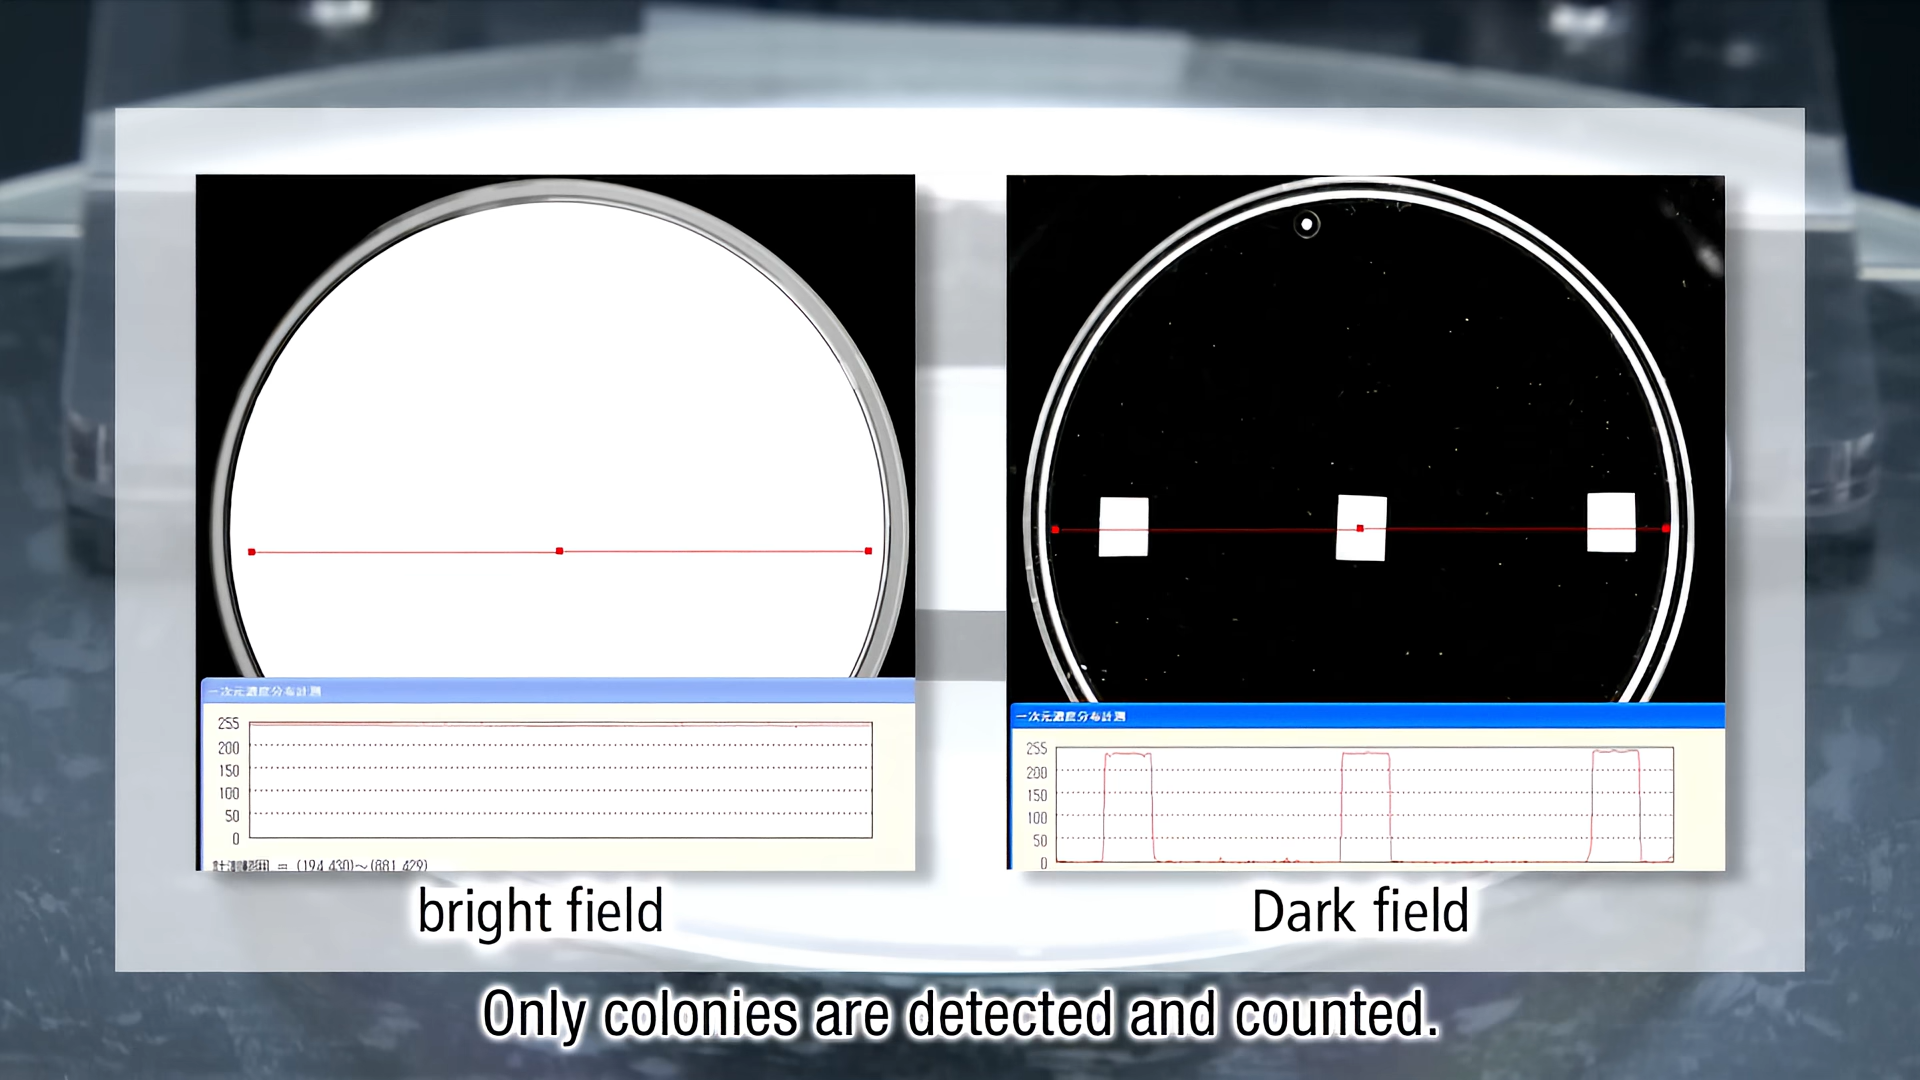 一次元濃度分布計測
255
200
150
100
50
0
計測範囲 = (194,430)～(881,429)
bright field
一次元濃度分布計測
255
200
150
100
50
0
Dark field
Only colonies are detected and counted.